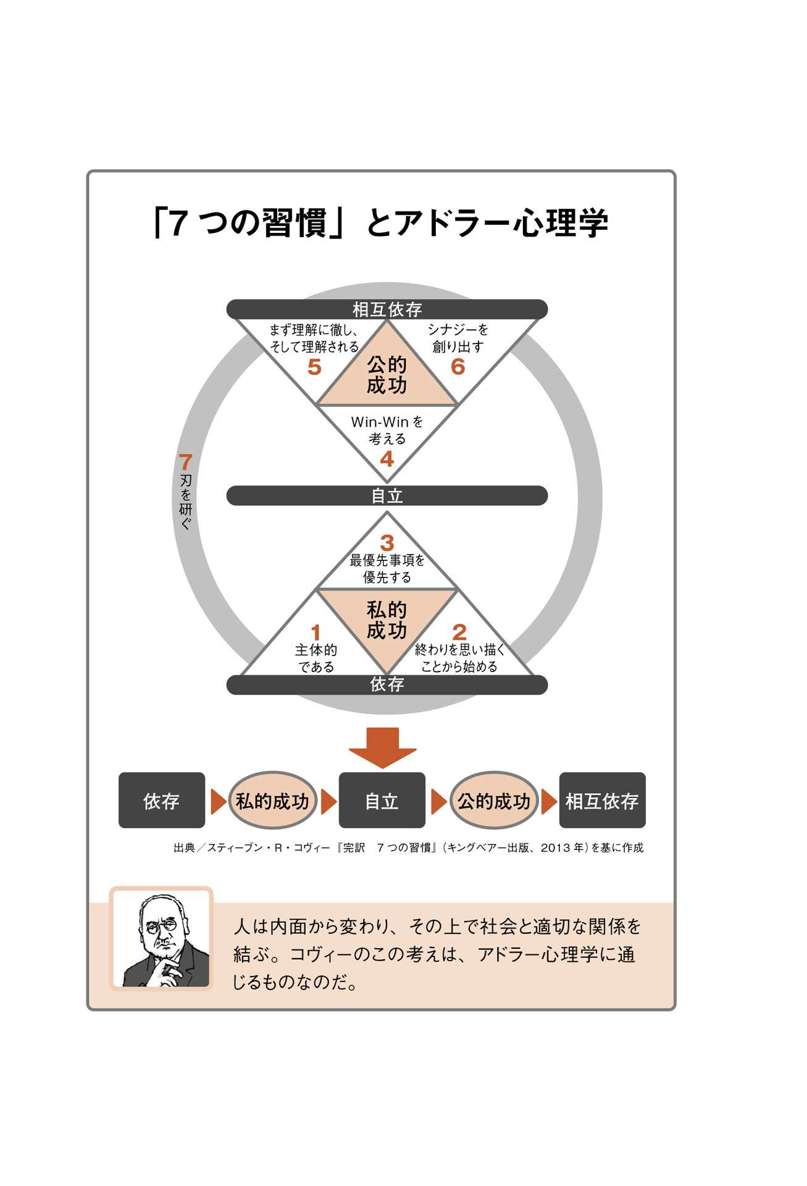 「7つの習慣」とアドラー心理学
相互依存
まず理解に徹し、
そして理解される
5
公的
成功
シナジーを
創り出す
6
Win-Winを
考える
4
7
刃を研ぐ
自立
3
最優先事項を
優先する
私的
成功
1
主体的
である
2
終わりを思い描く
ことから始める
依存
依存
私的成功
自立
公的成功
相互依存
出典／スティーブン・R・コヴィー『完訳　7つの習慣』（キングベアー出版、2013年）を基に作成
人は内面から変わり、その上で社会と適切な関係を
結ぶ。コヴィーのこの考えは、アドラー心理学に通
じるものなのだ。